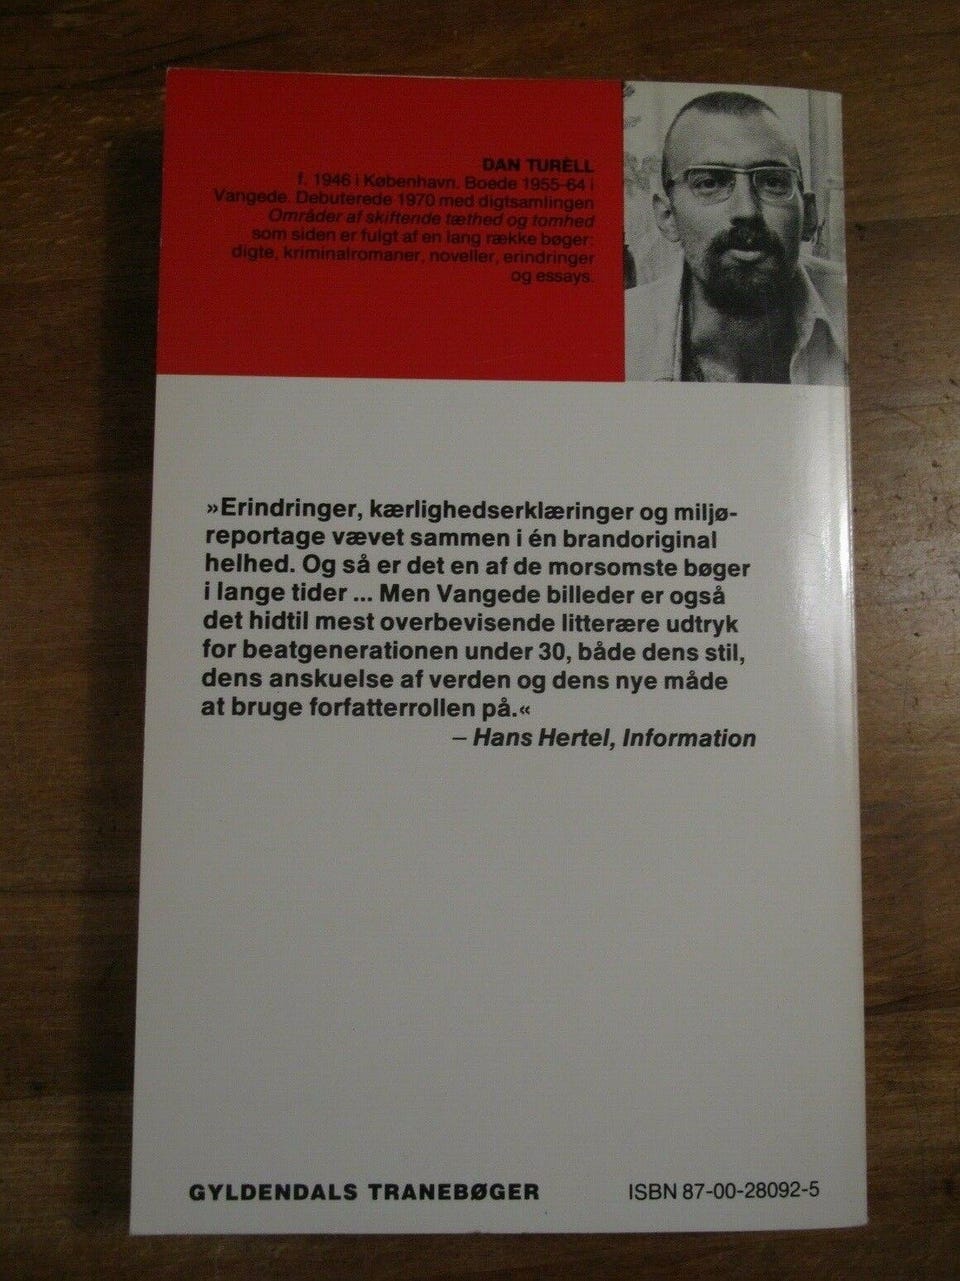 DAN TURÈLL
f. 1946 i København. Boede 1955-64 i
Vangede. Debuterede 1970 med digtsamlingen
Områder af skiftende tæthed og tomhed
som siden er fulgt af en lang række bøger:
digte, kriminalromaner, noveller, erindringer
og essays.
»Erindringer, kærlighedserklæringer og miljø-
reportage vævet sammen i én brandoriginal
helhed. Og så er det en af de morsomste bøger
i lange tider ... Men Vangede billeder er også
det hidtil mest overbevisende litterære udtryk
for beatgenerationen under 30, både dens stil,
dens anskuelse af verden og dens nye måde
at bruge forfatterrollen på.«
– Hans Hertel, Information
GYLDENDALS TRANEBØGER
ISBN 87-00-28092-5